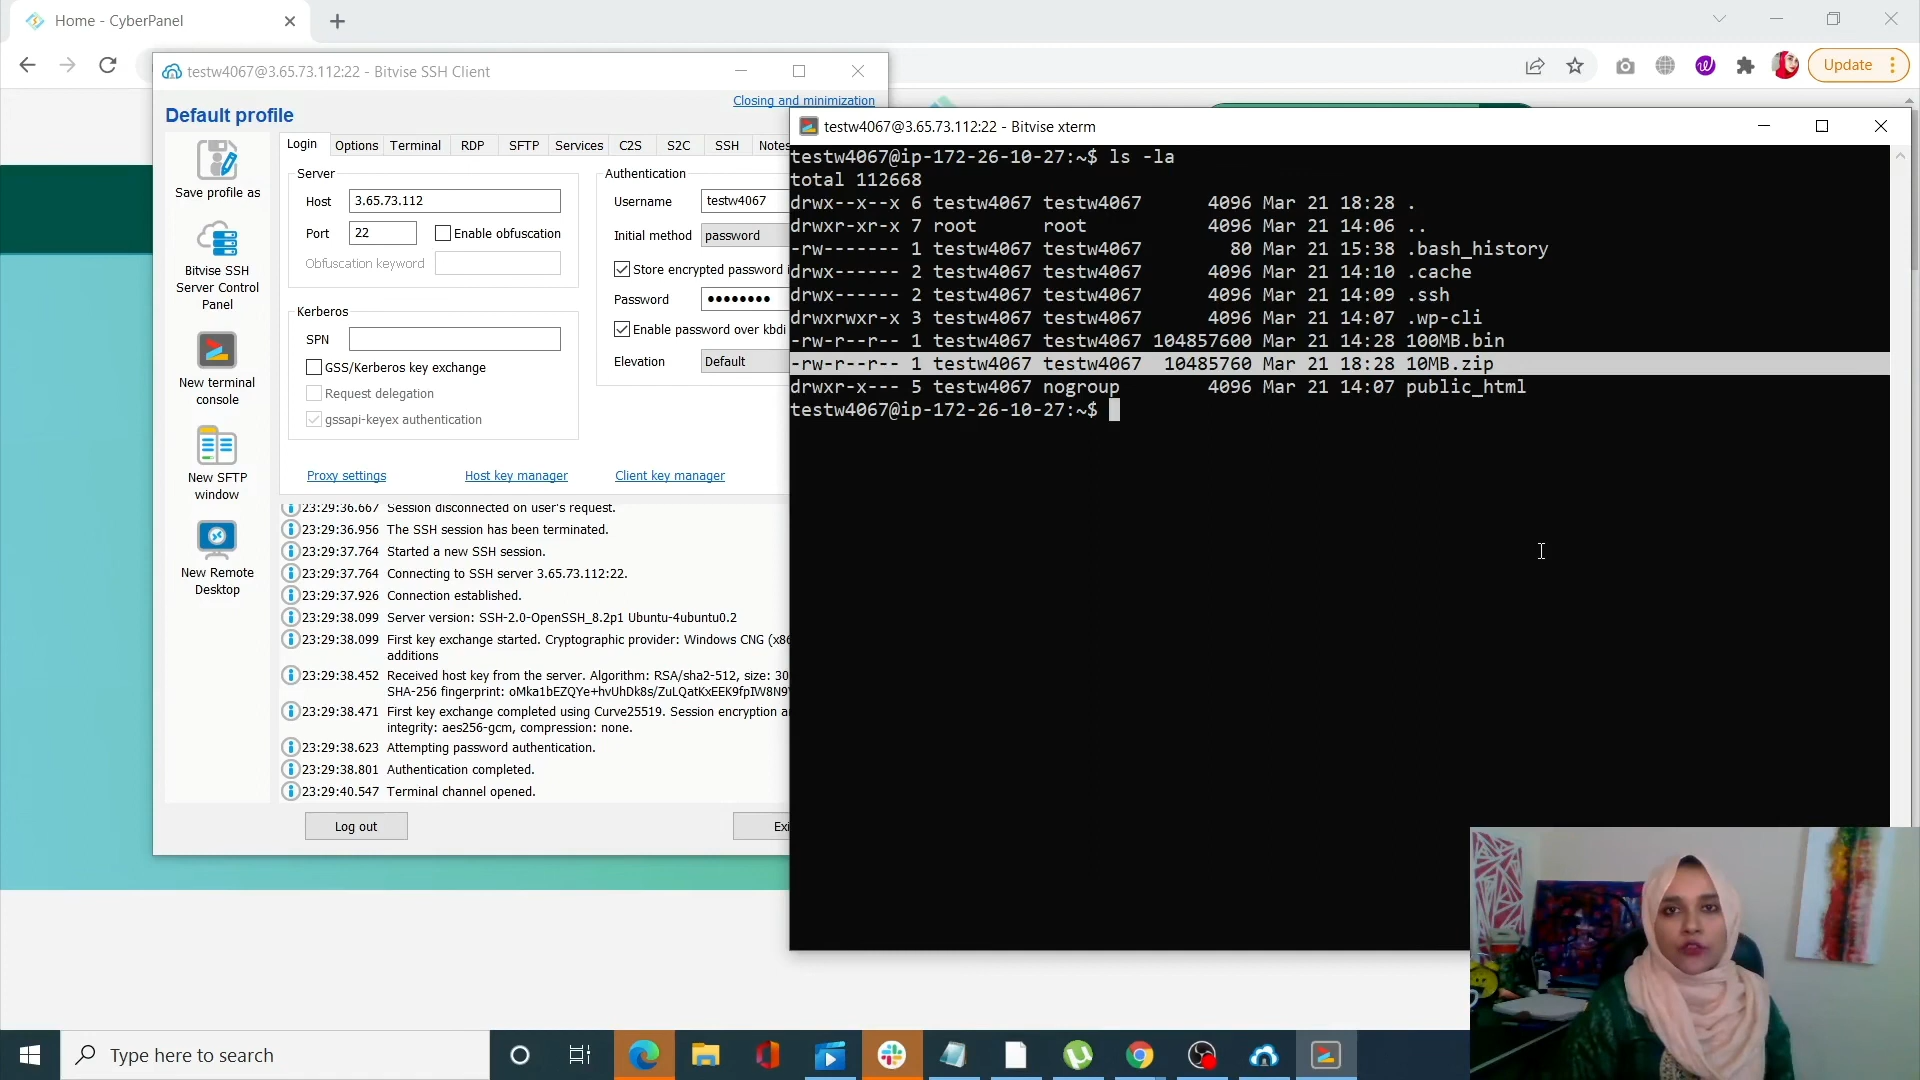 Home - CyberPanel
Update
testw4067@3.65.73.112:22 - Bitvise SSH Client
Closing and minimization
Default profile
Save profile as
Bitvise SSH
Server Control
Panel
New terminal
console
New SFTP
window
New Remote
Desktop
Login
Options
Terminal
RDP
SFTP
Services
C2S
S2C
SSH
Notes
Server
Host
3.65.73.112
Port
22
Enable obfuscation
Obfuscation keyword
Kerberos
SPN
GSS/Kerberos key exchange
Request delegation
gssapi-keyex authentication
Authentication
Username
testw4067
Initial method
password
Store encrypted password i
Password
Enable password over kbdi
Elevation
Default
Proxy settings
Host key manager
Client key manager
23:29:36.667 Session disconnected on user's request.
23:29:36.956 The SSH session has been terminated.
23:29:37.764 Started a new SSH session.
23:29:37.764 Connecting to SSH server 3.65.73.112:22.
23:29:37.926 Connection established.
23:29:38.099 Server version: SSH-2.0-OpenSSH_8.2p1 Ubuntu-4ubuntu0.2
23:29:38.099 First key exchange started. Cryptographic provider: Windows CNG (x86
additions
23:29:38.452 Received host key from the server. Algorithm: RSA/sha2-512, size: 30
SHA-256 fingerprint: oMka1bEZQYe+hvUhDk8s/ZuLQatKxEEK9fpIW8N9
23:29:38.471 First key exchange completed using Curve25519. Session encryption a
integrity: aes256-gcm, compression: none.
23:29:38.623 Attempting password authentication.
23:29:38.801 Authentication completed.
23:29:40.547 Terminal channel opened.
Log out
Exi
testw4067@3.65.73.112:22 - Bitvise xterm
testw4067@ip-172-26-10-27:~$ ls -la
total 112668
drwx--x--x 6 testw4067 testw4067 4096 Mar 21 18:28 .
drwxr-xr-x 7 root root 4096 Mar 21 14:06 ..
-rw------- 1 testw4067 testw4067 80 Mar 21 15:38 .bash_history
drwx------ 2 testw4067 testw4067 4096 Mar 21 14:10 .cache
drwx------ 2 testw4067 testw4067 4096 Mar 21 14:09 .ssh
drwxrwxr-x 3 testw4067 testw4067 4096 Mar 21 14:07 .wp-cli
-rw-r--r-- 1 testw4067 testw4067 104857600 Mar 21 14:28 100MB.bin
-rw-r--r-- 1 testw4067 testw4067 10485760 Mar 21 18:28 10MB.zip
drwxr-x--- 5 testw4067 nogroup 4096 Mar 21 14:07 public_html
testw4067@ip-172-26-10-27:~$
Type here to search